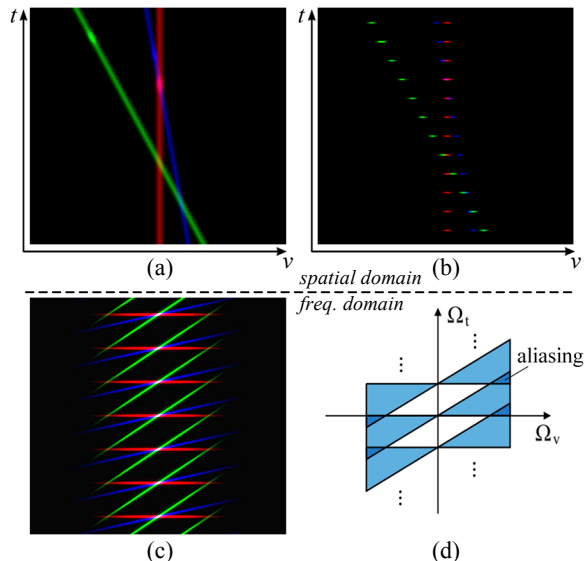 t
v
(a)
t
v
(b)
spatial domain
freq. domain
(c)
Ωt
aliasing
Ωv
(d)